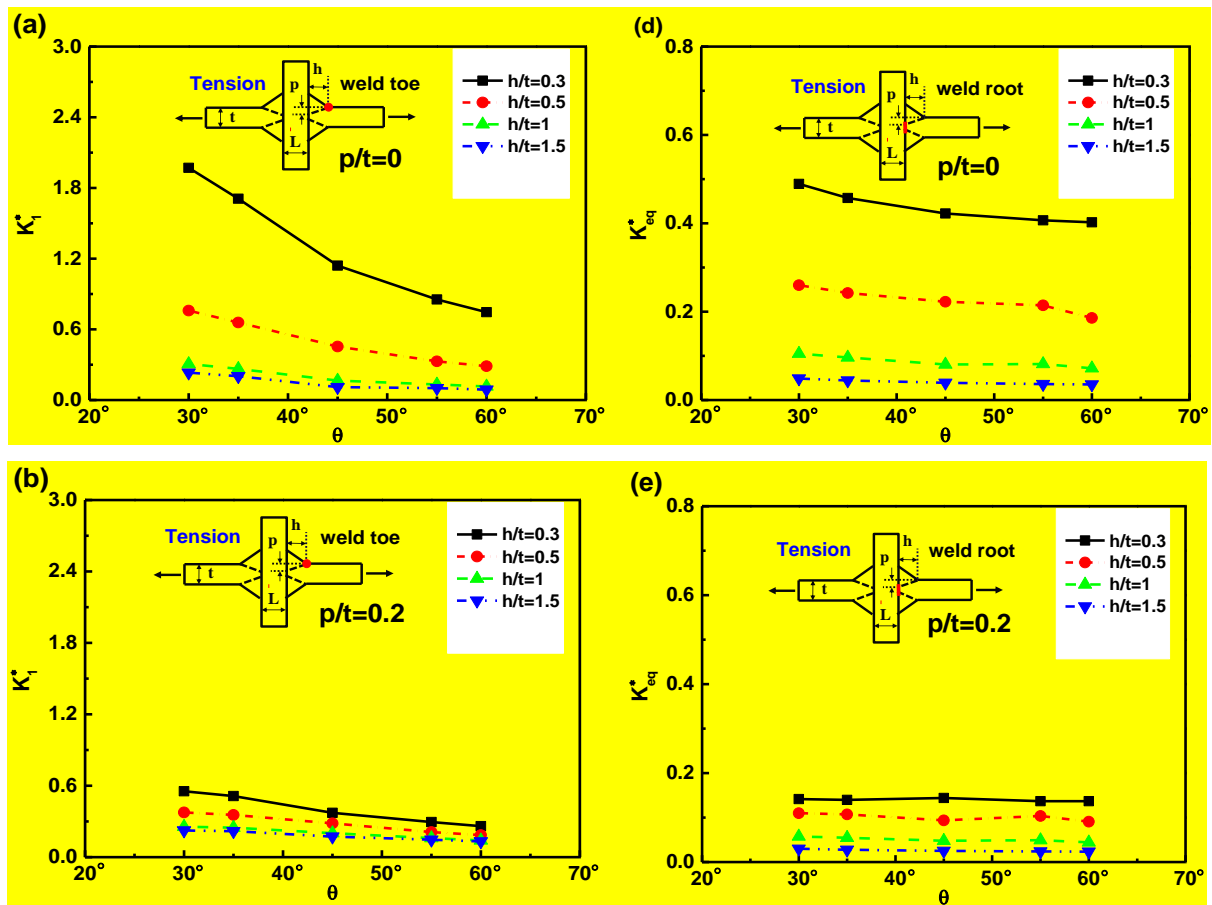 (a)
3.0
2.4
1.8
1.2
0.6
0.0
K*1
Tension
h
p
weld toe
t
L
p/t=0
h/t=0.3
h/t=0.5
h/t=1
h/t=1.5
20° 30° 40° 50° 60° 70°
θ
(d)
0.8
0.6
0.4
0.2
0.0
K*eq
Tension
h
p
weld root
t
L
p/t=0
h/t=0.3
h/t=0.5
h/t=1
h/t=1.5
20° 30° 40° 50° 60° 70°
θ
(b)
3.0
2.4
1.8
1.2
0.6
0.0
K*1
Tension
h
p
weld toe
t
L
p/t=0.2
h/t=0.3
h/t=0.5
h/t=1
h/t=1.5
20° 30° 40° 50° 60° 70°
θ
(e)
0.8
0.6
0.4
0.2
0.0
K*eq
Tension
h
p
weld root
t
L
p/t=0.2
h/t=0.3
h/t=0.5
h/t=1
h/t=1.5
20° 30° 40° 50° 60° 70°
θ